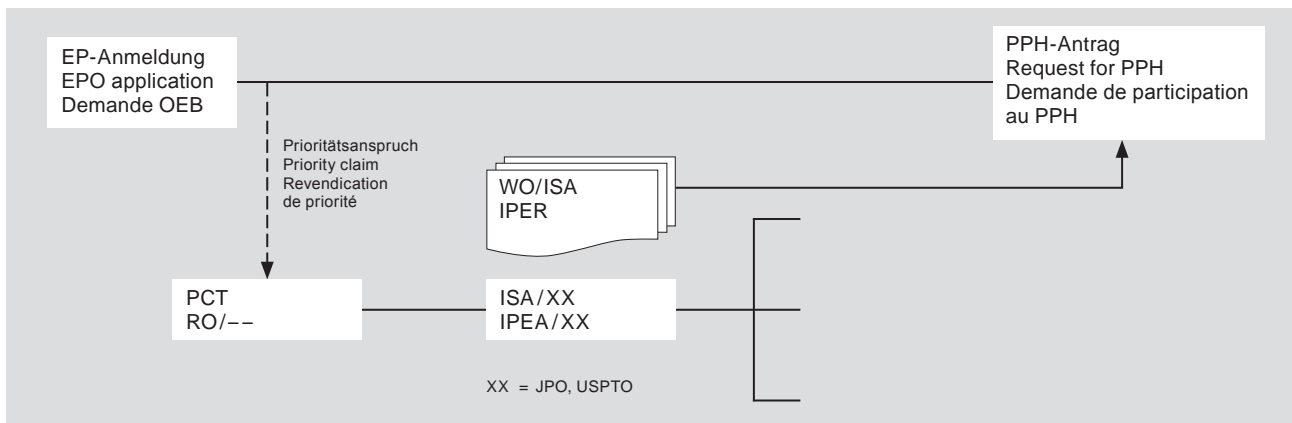 EP-Anmeldung
EPO application
Demande OEB
PPH-Antrag
Request for PPH
Demande de participation
au PPH
Prioritätsanspruch
Priority claim
Revendication
de priorité
WO/ISA
IPER
PCT
RO/--
ISA/XX
IPEA/XX
XX = JPO, USPTO